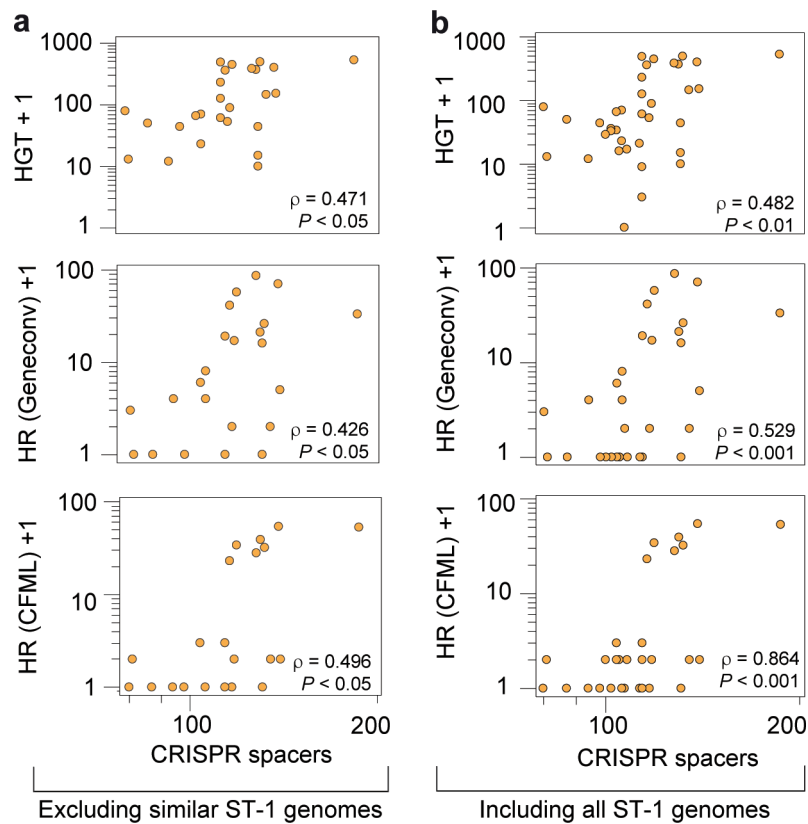 a
1000
100
10
1
HGT + 1
ρ = 0.471
P < 0.05
100
10
1
HR (Geneconv) +1
ρ = 0.426
P < 0.05
100
10
1
HR (CFML) +1
ρ = 0.496
P < 0.05
100
200
CRISPR spacers
Excluding similar ST-1 genomes
b
1000
100
10
1
HGT + 1
ρ = 0.482
P < 0.01
100
10
1
HR (Geneconv) +1
ρ = 0.529
P < 0.001
100
10
1
HR (CFML) +1
ρ = 0.864
P < 0.001
100
200
CRISPR spacers
Including all ST-1 genomes